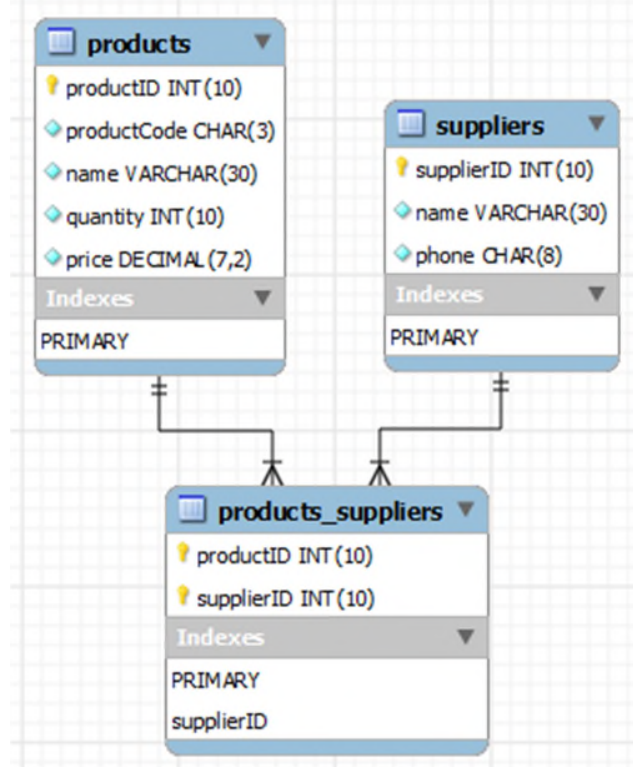 products
productID INT(10)
productCode CHAR(3)
name VARCHAR(30)
quantity INT(10)
price DECIMAL(7,2)
Indexes
PRIMARY
suppliers
supplierID INT(10)
name VARCHAR(30)
phone CHAR(8)
Indexes
PRIMARY
products_suppliers
productID INT(10)
supplierID INT(10)
Indexes
PRIMARY
supplierID